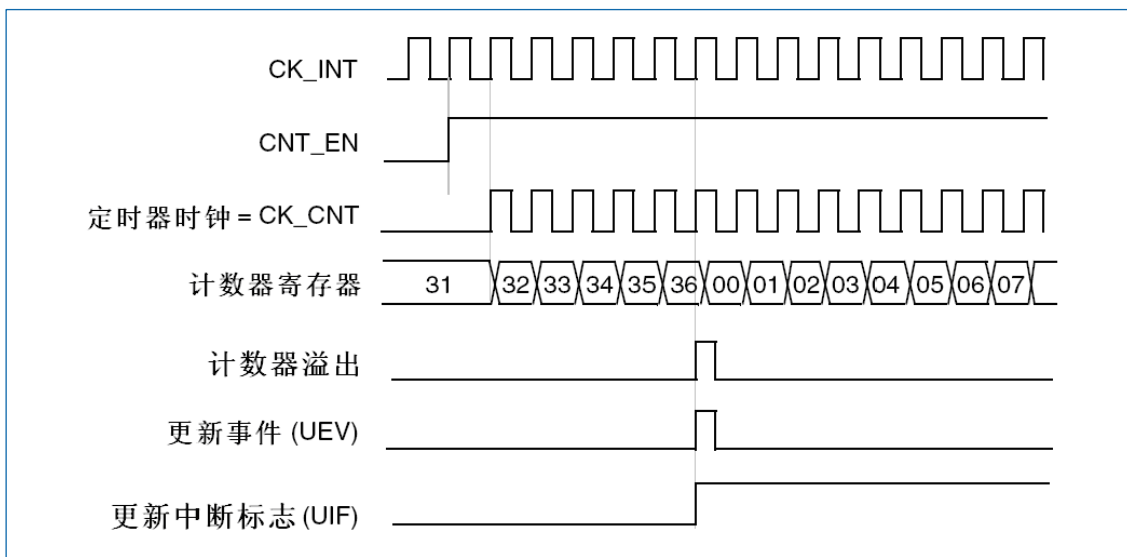 CK_INT
CNT_EN
定时器时钟 = CK_CNT
计数器寄存器 31 32 33 34 35 36 00 01 02 03 04 05 06 07
计数器溢出
更新事件 (UEV)
更新中断标志 (UIF)